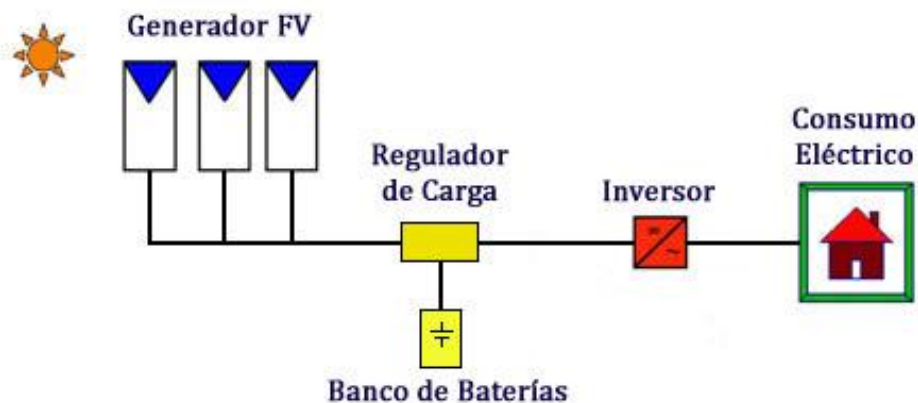 Generador FV
Regulador
de Carga
Inversor
Consumo
Eléctrico
Banco de Baterías